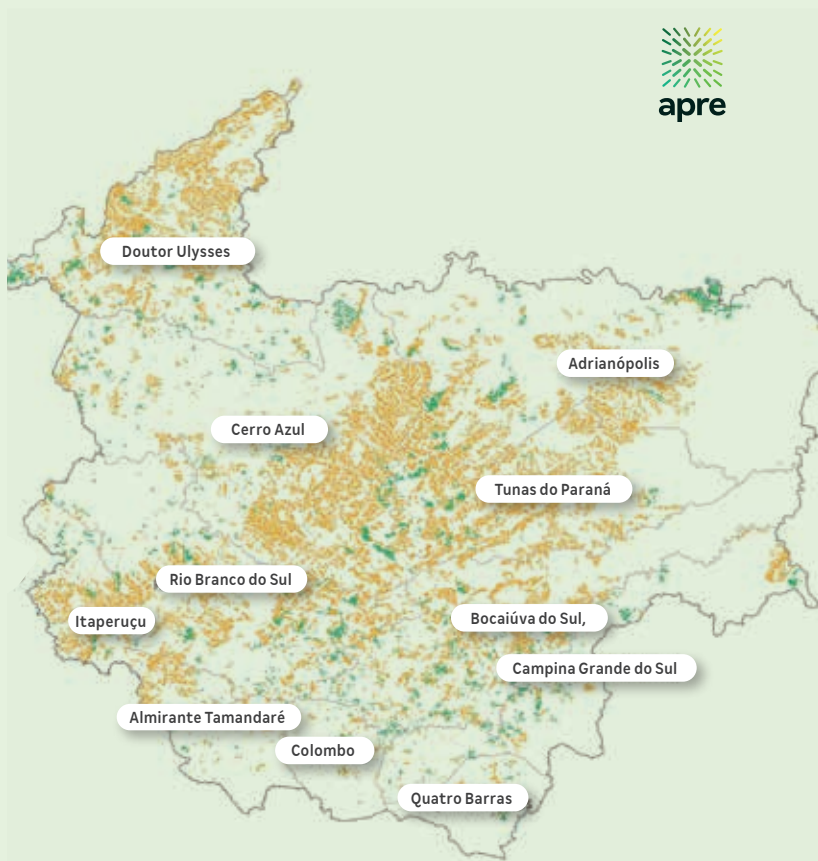 apre
Doutor Ulysses
Adrianópolis
Cerro Azul
Tunas do Paraná
Rio Branco do Sul
Itaperuçu
Bocaiúva do Sul,
Campina Grande do Sul
Almirante Tamandaré
Colombo
Quatro Barras